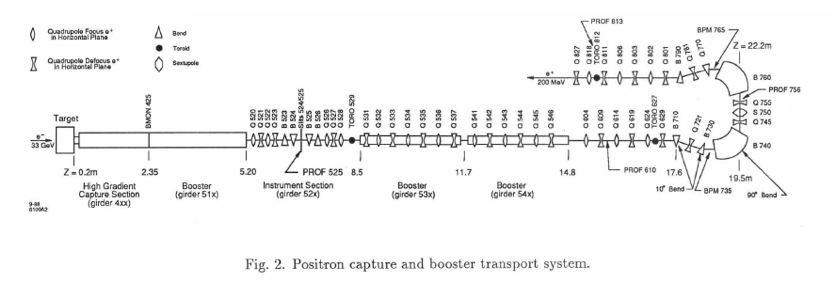 Quadrupole Focus e+
in Horizontal Plane
Quadrupole Defocus e+
in Horizontal Plane
Bend
Toroid
Sextupole
PROF 813
Q 827
Q 818
TORO 812
Q 811
Q 806
Q 803
Q 802
Q 801
B 790
Q 761
Q 770
BPM 765
Z = 22.2m
e+
200 MeV
B 760
PROF 756
Q 755
S 750
Q 745
B 740
Target
e-
33 GeV
BMON 425
Q 520
Q 521
Q 522
Q 523
B 523
B 524
Slits 524/525
B 525
B 526
Q 526
Q 527
Q 528
TORO 529
Q 531
Q 532
Q 533
Q 534
Q 535
Q 536
Q 537
Q 541
Q 542
Q 543
Q 544
Q 545
Q 546
Q 604
Q 609
Q 614
Q 619
Q 624
TORO 627
Q 629
B 710
Q 721
B 730
PROF 525
PROF 610
Z = 0.2m
2.35
5.20
8.5
11.7
14.8
17.6
19.5m
10° Bend
BPM 735
90° Bend
High Gradient
Capture Section
(girder 4xx)
Booster
(girder 51x)
Instrument Section
(girder 52x)
Booster
(girder 53x)
Booster
(girder 54x)
9-88
6109A2
Fig. 2. Positron capture and booster transport system.